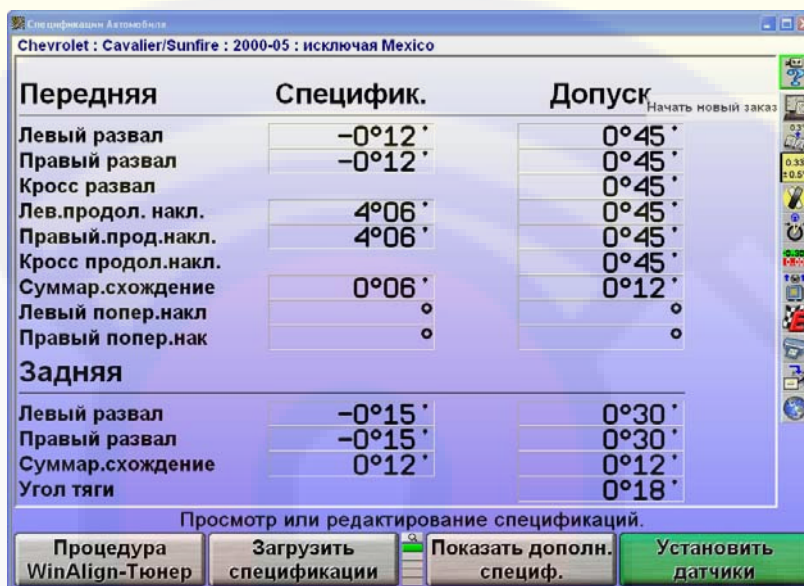 Спецификации Автомобиля
Chevrolet : Cavalier/Sunfire : 2000-05 : исключая Mexico
Передняя Специфик. Допуск
Начать новый заказ
Левый развал -0°12' 0°45'
Правый развал -0°12' 0°45'
Кросс развал 0°45'
Лев.продол. накл. 4°06' 0°45'
Правый.прод.накл. 4°06' 0°45'
Кросс продол.накл. 0°45'
Суммар.схождение 0°06' 0°12'
Левый попер.накл ° °
Правый попер.нак ° °
Задняя
Левый развал -0°15' 0°30'
Правый развал -0°15' 0°30'
Суммар.схождение 0°12' 0°12'
Угол тяги 0°18'
Просмотр или редактирование спецификаций.
Процедура WinAlign-Тюнер
Загрузить спецификации
Показать дополн. специф.
Установить датчики